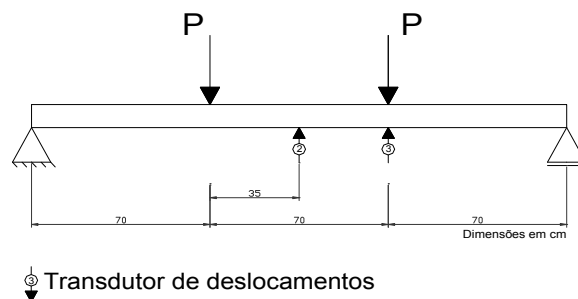 P P
2 3
35
70 70 70
Dimensões em cm
3 Transdutor de deslocamentos